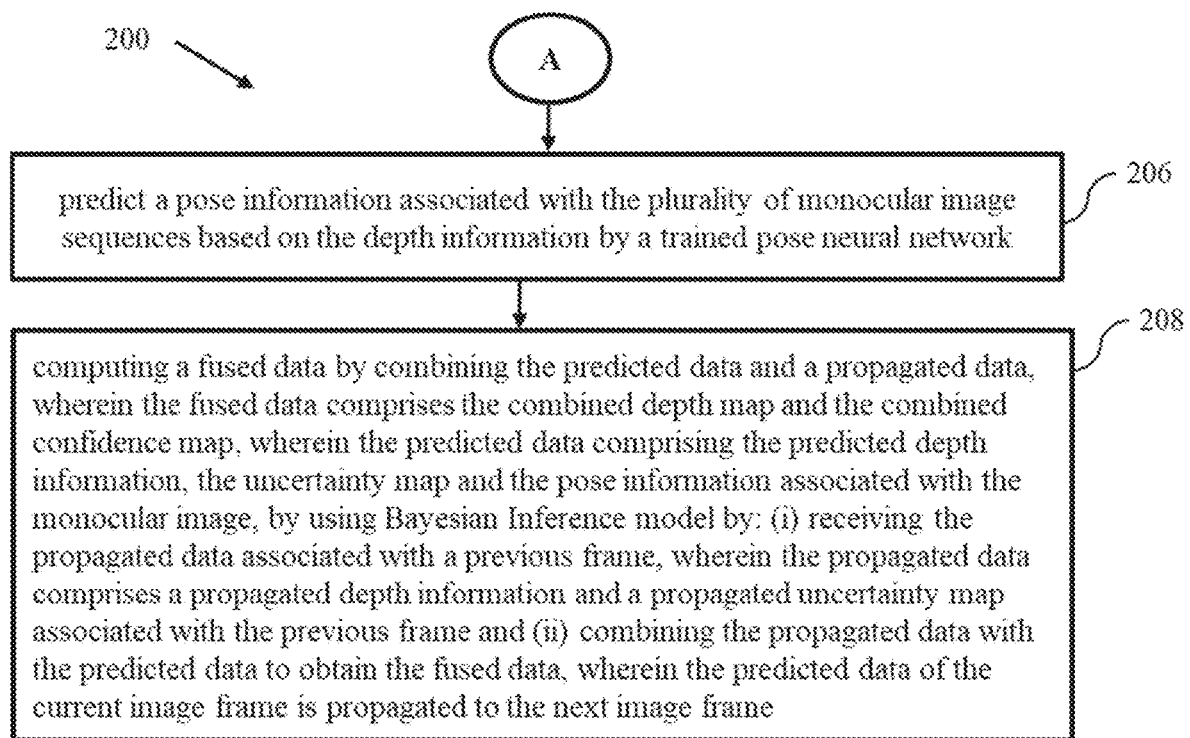 200
A
predict a pose information associated with the plurality of monocular image
sequences based on the depth information by a trained pose neural network
206
208
computing a fused data by combining the predicted data and a propagated data,
wherein the fused data comprises the combined depth map and the combined
confidence map, wherein the predicted data comprising the predicted depth
information, the uncertainty map and the pose information associated with the
monocular image, by using Bayesian Inference model by: (i) receiving the
propagated data associated with a previous frame, wherein the propagated data
comprises a propagated depth information and a propagated uncertainty map
associated with the previous frame and (ii) combining the propagated data with
the predicted data to obtain the fused data, wherein the predicted data of the
current image frame is propagated to the next image frame